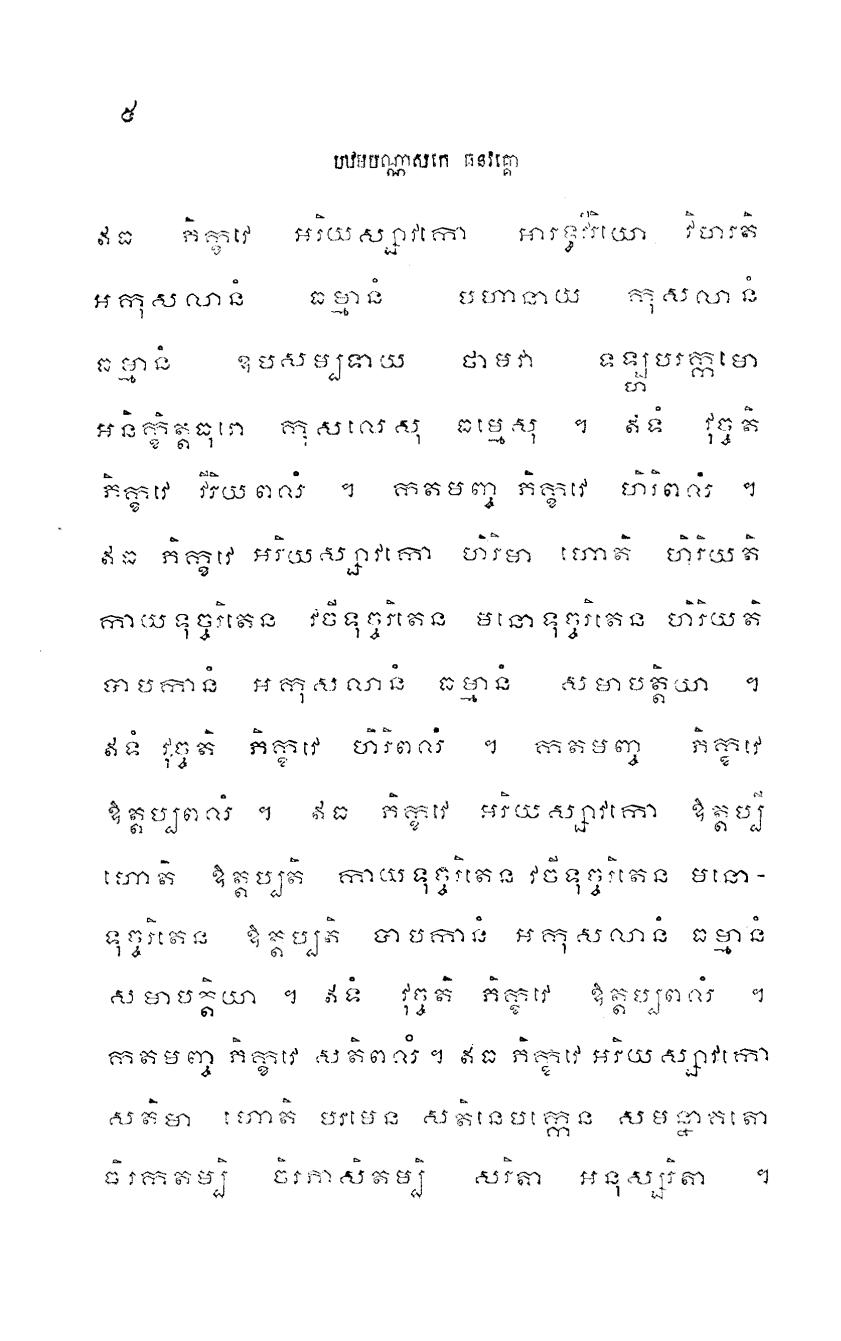 ៥
បឋមបណ្ណាសកេ ធនវគ្គោ
ឥធ ភិក្ខវេ អរិយស្សាវកោ អារទ្ធវីរិយោ វិហរតិ
អកុសលានំ ធម្មានំ បហានាយ កុសលានំ
ធម្មានំ ឧបសម្បទាយ ថាមវា ទឡ្ហបរក្កមោ
អនិក្ខិត្តធុរោ កុសលេសុ ធម្មេសុ ។ ឥទំ វុច្ចតិ
ភិក្ខវេ វីរិយពលំ ។ កតមញ្ច ភិក្ខវេ ហិរិពលំ ។
ឥធ ភិក្ខវេ អរិយស្សាវកោ ហិរិមា ហោតិ ហិរិយតិ
កាយទុច្ចរិតេន វចីទុច្ចរិតេន មនោទុច្ចរិតេន ហិរិយតិ
បាបកានំ អកុសលានំ ធម្មានំ សមាបត្តិយា ។
ឥទំ វុច្ចតិ ភិក្ខវេ ហិរិពលំ ។ កតមញ្ច ភិក្ខវេ
ឱត្តប្បពលំ ។ ឥធ ភិក្ខវេ អរិយស្សាវកោ ឱត្តប្បី
ហោតិ ឱត្តប្បតិ កាយទុច្ចរិតេន វចីទុច្ចរិតេន មនោ-
ទុច្ចរិតេន ឱត្តប្បតិ បាបកានំ អកុសលានំ ធម្មានំ
សមាបត្តិយា ។ ឥទំ វុច្ចតិ ភិក្ខវេ ឱត្តប្បពលំ ។
កតមញ្ច ភិក្ខវេ សតិពលំ ។ ឥធ ភិក្ខវេ អរិយស្សាវកោ
សតិមា ហោតិ បរមេន សតិនេបក្កេន សមន្នាគតោ
ចិរកតម្បិ ចិរភាសិតម្បិ សរិតា អនុស្សរិតា ។